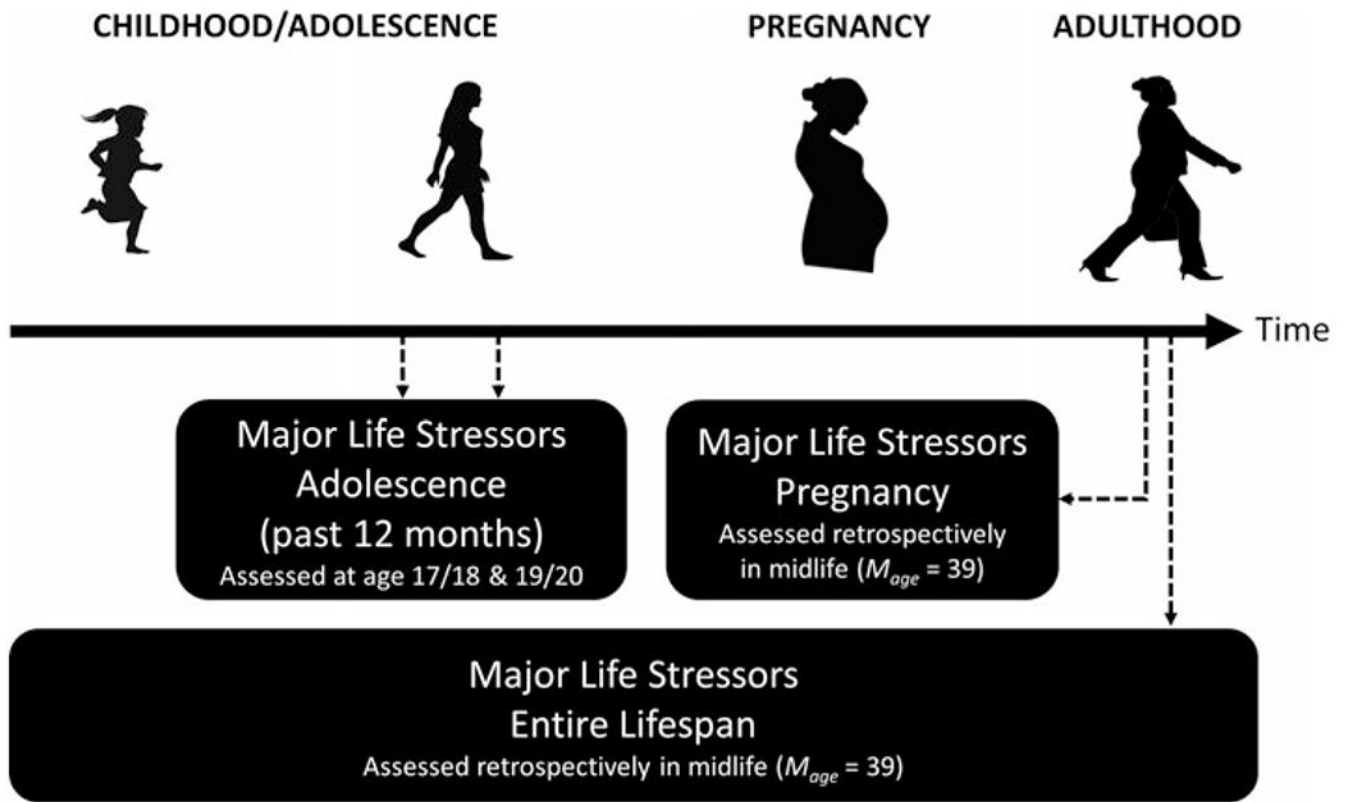 CHILDHOOD/ADOLESCENCE
PREGNANCY
ADULTHOOD
Time
Major Life Stressors
Adolescence
(past 12 months)
Assessed at age 17/18 & 19/20
Major Life Stressors
Pregnancy
Assessed retrospectively
in midlife (Mage = 39)
Major Life Stressors
Entire Lifespan
Assessed retrospectively in midlife (Mage = 39)